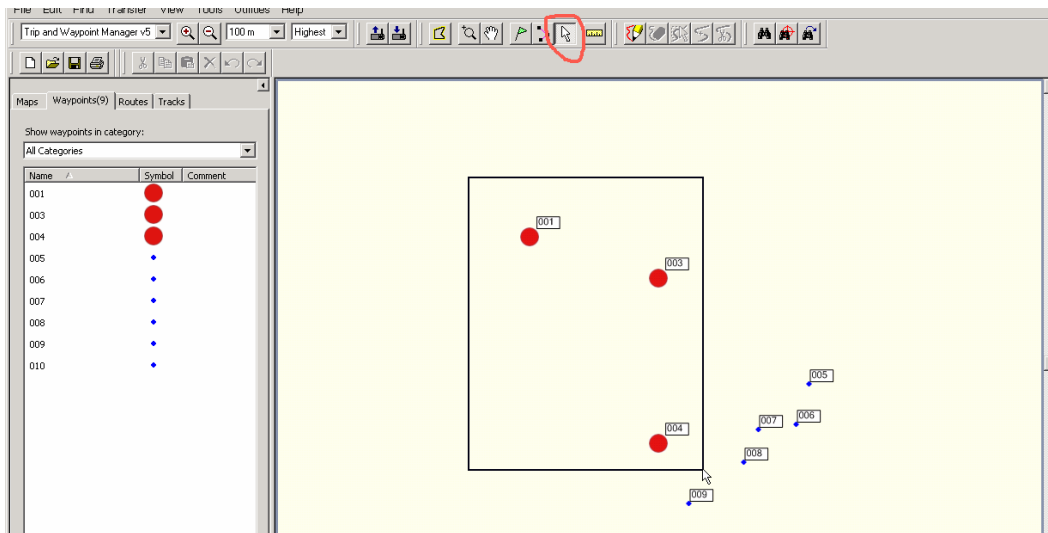 File Edit Find Transfer View Tools Utilities Help
Trip and Waypoint Manager v5 100 m Highest
Maps Waypoints(9) Routes Tracks
Show waypoints in category:
All Categories
Name Symbol Comment
001
003
004
005
006
007
008
009
010
001
003
005
006
007
004
008
009